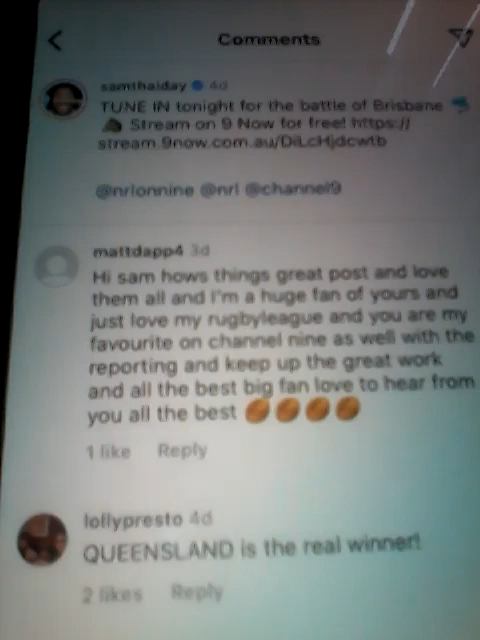 Comments
samthaiday 4d
TUNE IN tonight for the battle of Brisbane
Stream on 9 Now for free! https://
stream.9now.com.au/DiLcHjdcwtb
@nrlonnine @nrl @channel9
mattdapp4 3d
Hi sam hows things great post and love
them all and I'm a huge fan of yours and
just love my rugbyleague and you are my
favourite on channel nine as well with the
reporting and keep up the great work
and all the best big fan love to hear from
you all the best 🏉🏉🏉🏉
1 like Reply
lollypresto 4d
QUEENSLAND is the real winner!
2 likes Reply